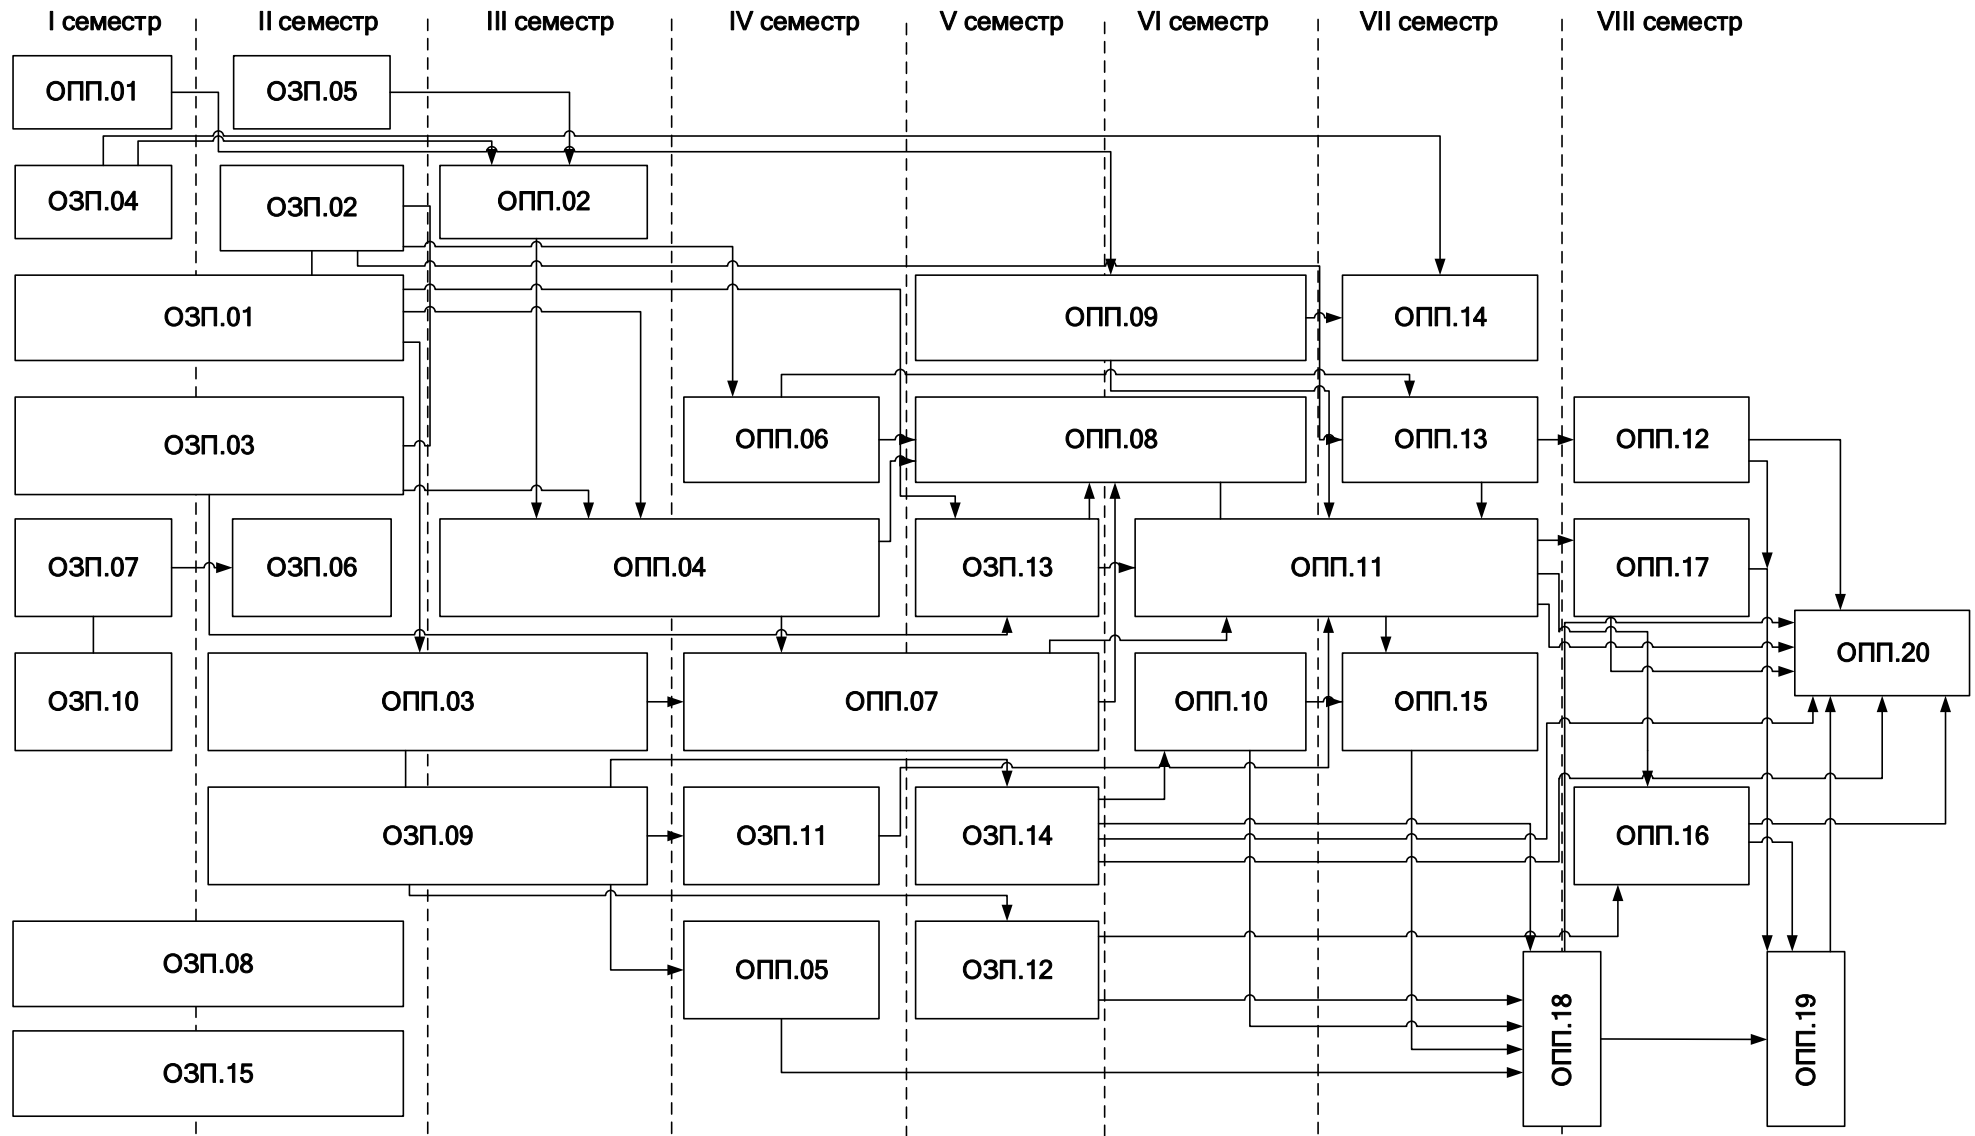 I семестр II семестр III семестр IV семестр V семестр VI семестр VII семестр VIII семестр
ОПП.01 ОЗП.05
ОЗП.04 ОЗП.02 ОПП.02
ОЗП.01 ОПП.09 ОПП.14
ОЗП.03 ОПП.06 ОПП.08 ОПП.13 ОПП.12
ОЗП.07 ОЗП.06 ОПП.04 ОЗП.13 ОПП.11 ОПП.17
ОПП.20
ОЗП.10 ОПП.03 ОПП.07 ОПП.10 ОПП.15
ОЗП.09 ОЗП.11 ОЗП.14 ОПП.16
ОЗП.08 ОПП.05 ОЗП.12
ОПП.18 ОПП.19
ОЗП.15